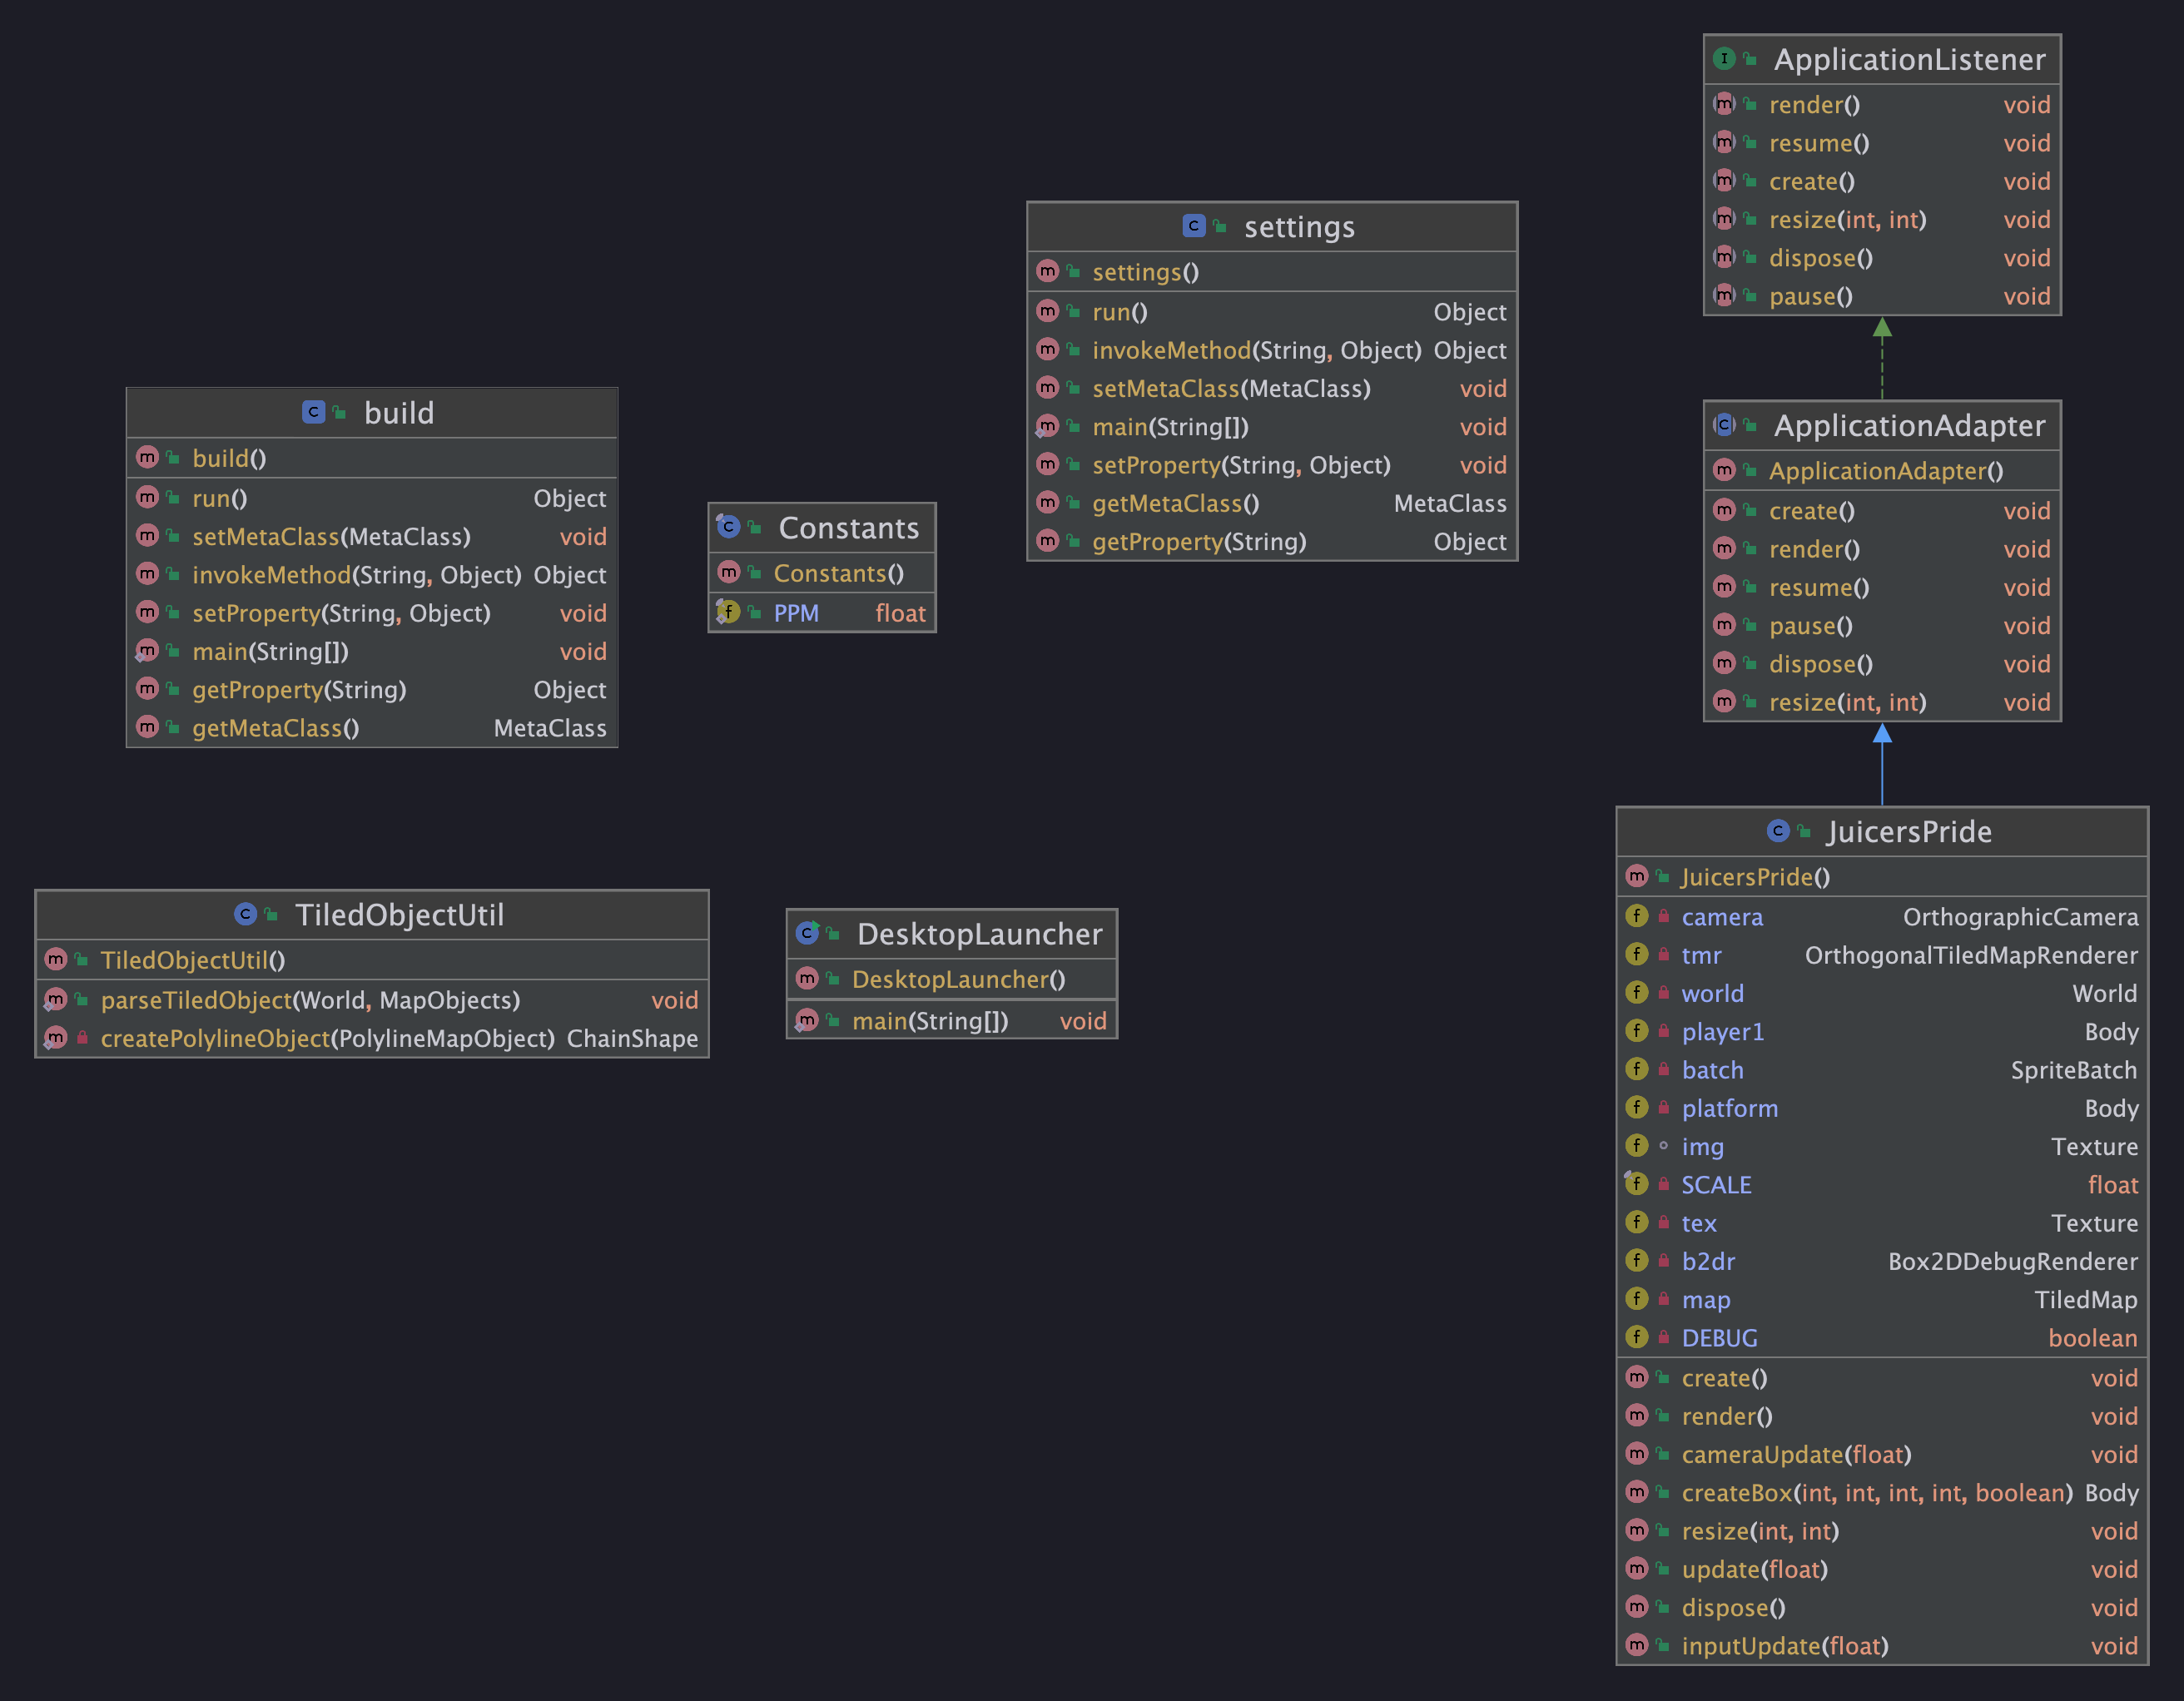 ApplicationListener
render() void
resume() void
create() void
resize(int, int) void
dispose() void
pause() void
settings
settings()
run() Object
invokeMethod(String, Object) Object
setMetaClass(MetaClass) void
main(String[]) void
setProperty(String, Object) void
getMetaClass() MetaClass
getProperty(String) Object
build
build()
run() Object
setMetaClass(MetaClass) void
invokeMethod(String, Object) Object
setProperty(String, Object) void
main(String[]) void
getProperty(String) Object
getMetaClass() MetaClass
Constants
Constants()
PPM float
ApplicationAdapter
ApplicationAdapter()
create() void
render() void
resume() void
pause() void
dispose() void
resize(int, int) void
TiledObjectUtil
TiledObjectUtil()
parseTiledObject(World, MapObjects) void
createPolylineObject(PolylineMapObject) ChainShape
DesktopLauncher
DesktopLauncher()
main(String[]) void
JuicersPride
JuicersPride()
camera OrthographicCamera
tmr OrthogonalTiledMapRenderer
world World
player1 Body
batch SpriteBatch
platform Body
img Texture
SCALE float
tex Texture
b2dr Box2DDebugRenderer
map TiledMap
DEBUG boolean
create() void
render() void
cameraUpdate(float) void
createBox(int, int, int, int, boolean) Body
resize(int, int) void
update(float) void
dispose() void
inputUpdate(float) void